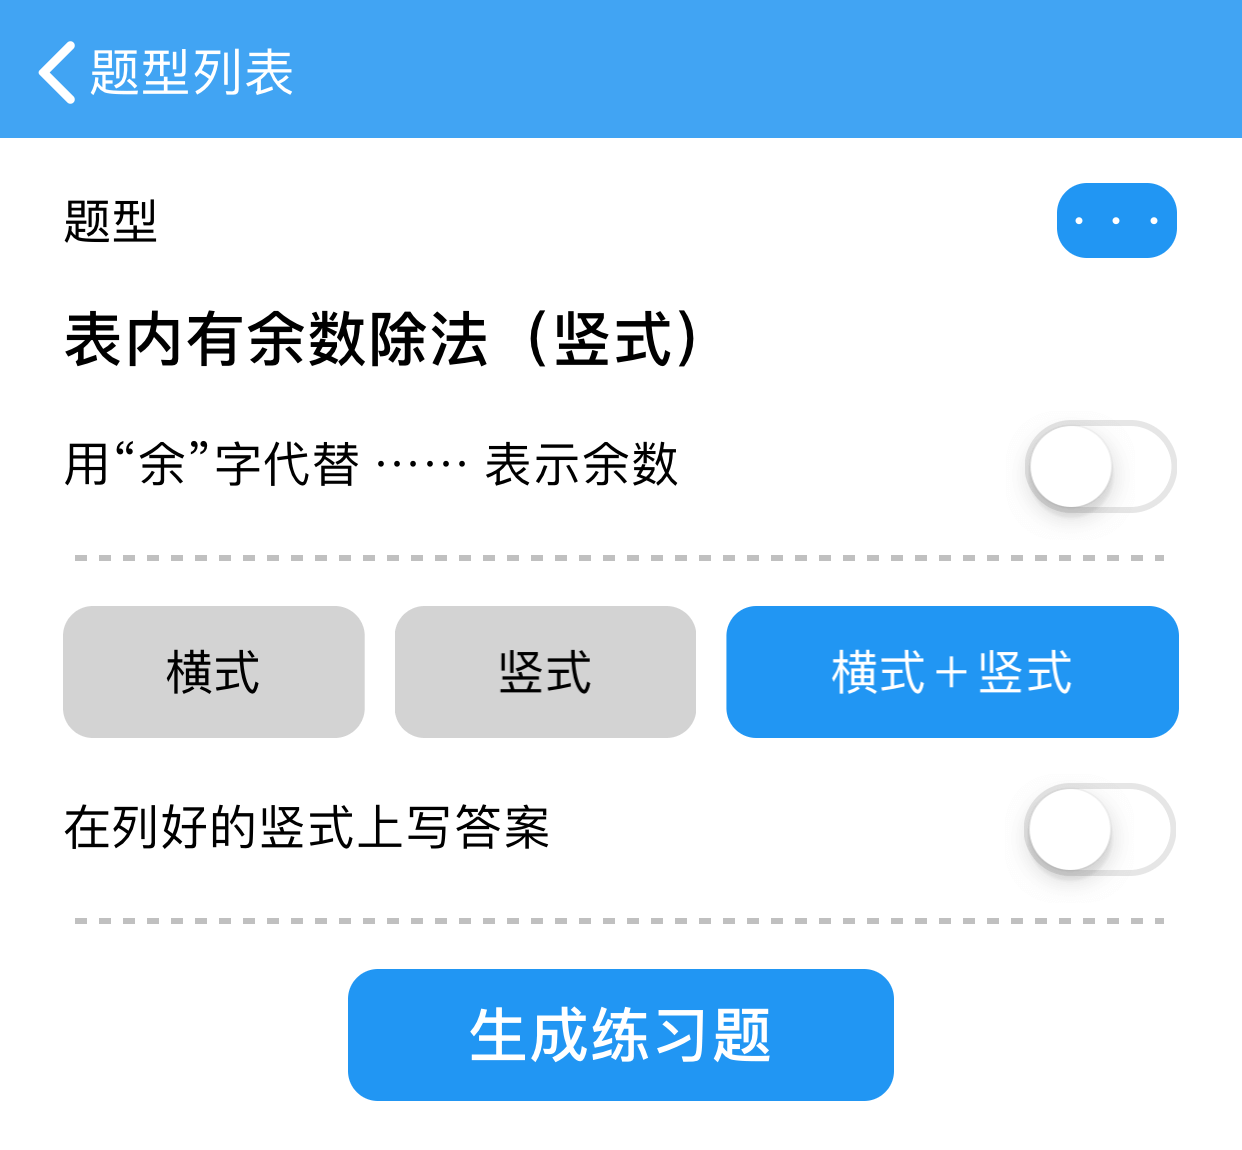 题型列表
题型
表内有余数除法（竖式）
用“余”字代替 …… 表示余数
横式 竖式 横式＋竖式
在列好的竖式上写答案
生成练习题